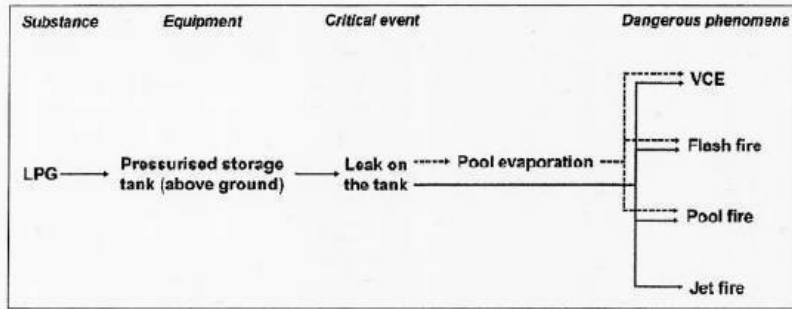 Substance Equipment Critical event Dangerous phenomena
VCE
Flash fire
LPG Pressurised storage tank (above ground) Leak on the tank Pool evaporation
Pool fire
Jet fire